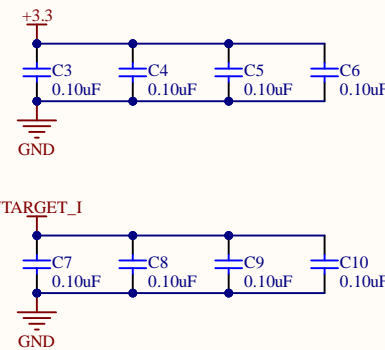 +3.3
C3 C4 C5 C6
0.10uF 0.10uF 0.10uF 0.10uF
GND
TARGET_I
C7 C8 C9 C10
0.10uF 0.10uF 0.10uF 0.10uF
GND